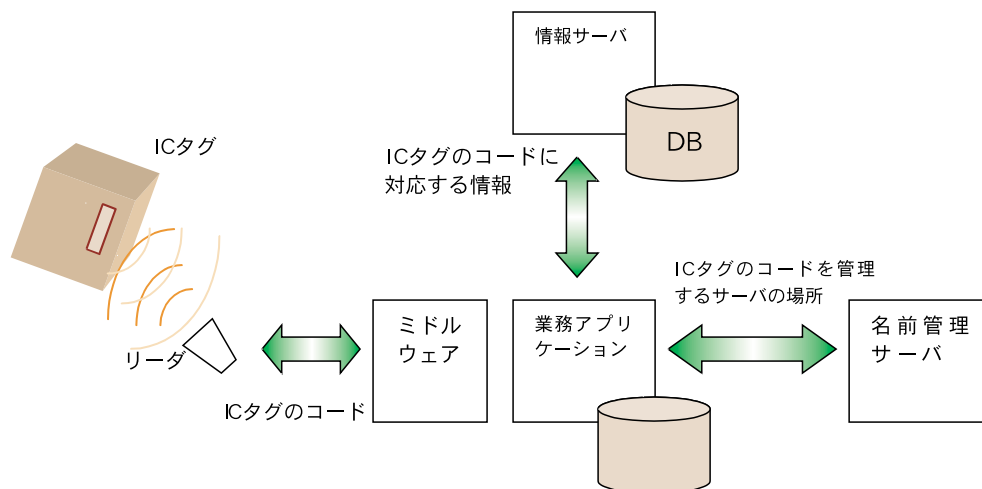 情報サーバ
DB
ICタグ
ICタグのコードに
対応する情報
ICタグのコードを管理
するサーバの場所
ミドル
ウェア
業務アプリ
ケーション
名前管理
サーバ
リーダ
ICタグのコード